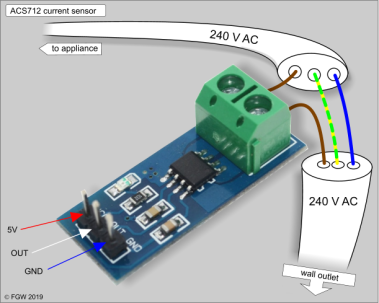 ACS712 current sensor
240 V AC
to appliance
240 V AC
5V
OUT
GND
wall outlet
© FGW 2019